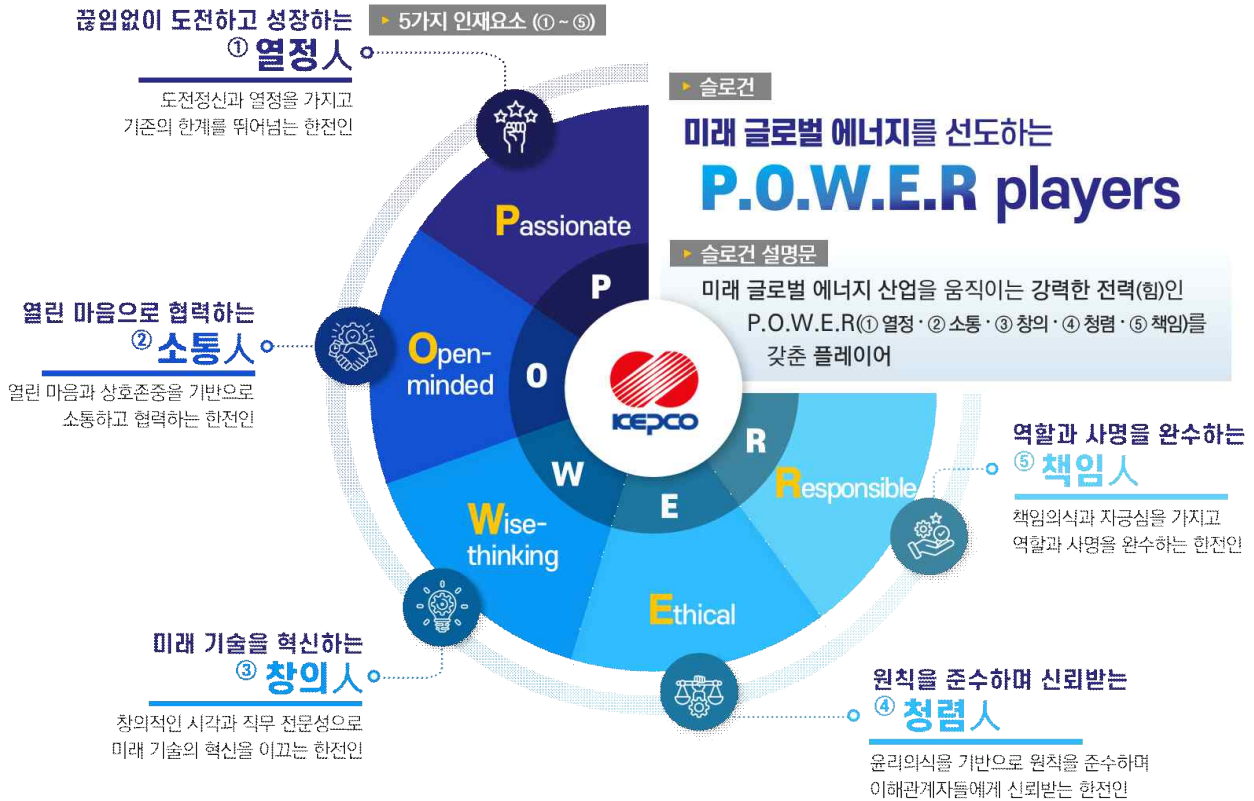 끊임없이 도전하고 성장하는
① 열정人
도전정신과 열정을 가지고
기존의 한계를 뛰어넘는 한전인
▸ 5가지 인재요소 (① ~ ⑤)
▸ 슬로건
미래 글로벌 에너지를 선도하는
P.O.W.E.R players
▸ 슬로건 설명문
미래 글로벌 에너지 산업을 움직이는 강력한 전력(힘)인
P.O.W.E.R(① 열정 · ② 소통 · ③ 창의 · ④ 청렴 · ⑤ 책임)를
갖춘 플레이어
Passionate
P
열린 마음으로 협력하는
② 소통人
열린 마음과 상호존중을 기반으로
소통하고 협력하는 한전인
Open-
minded
O
KEPCO
W
Wise-
thinking
E
Ethical
R
Responsible
미래 기술을 혁신하는
③ 창의人
창의적인 시각과 직무 전문성으로
미래 기술의 혁신을 이끄는 한전인
원칙을 준수하며 신뢰받는
④ 청렴人
윤리의식을 기반으로 원칙을 준수하며
이해관계자들에게 신뢰받는 한전인
역할과 사명을 완수하는
⑤ 책임人
책임의식과 자긍심을 가지고
역할과 사명을 완수하는 한전인